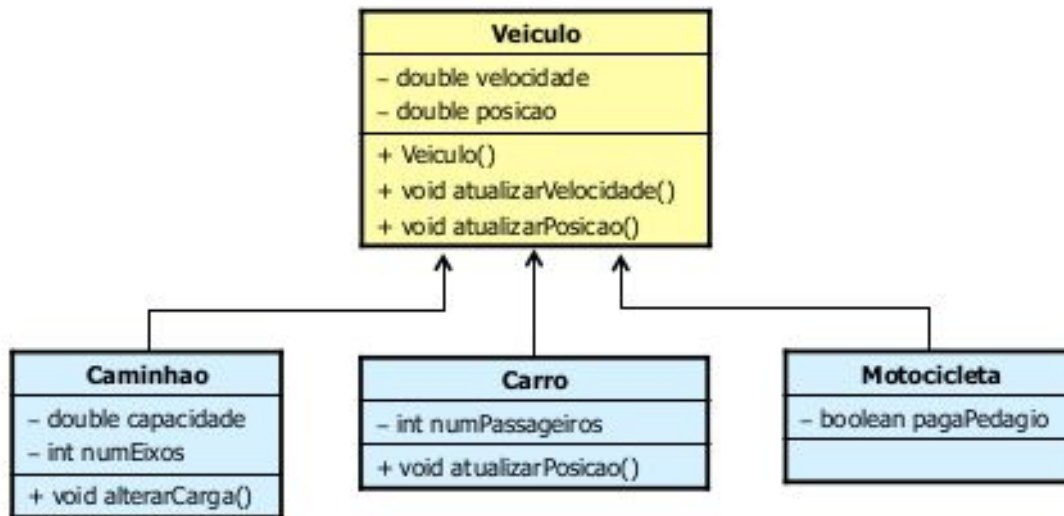 Veiculo
– double velocidade
– double posicao
+ Veiculo()
+ void atualizarVelocidade()
+ void atualizarPosicao()
Caminhao
– double capacidade
– int numEixos
+ void alterarCarga()
Carro
– int numPassageiros
+ void atualizarPosicao()
Motocicleta
– boolean pagaPedagio